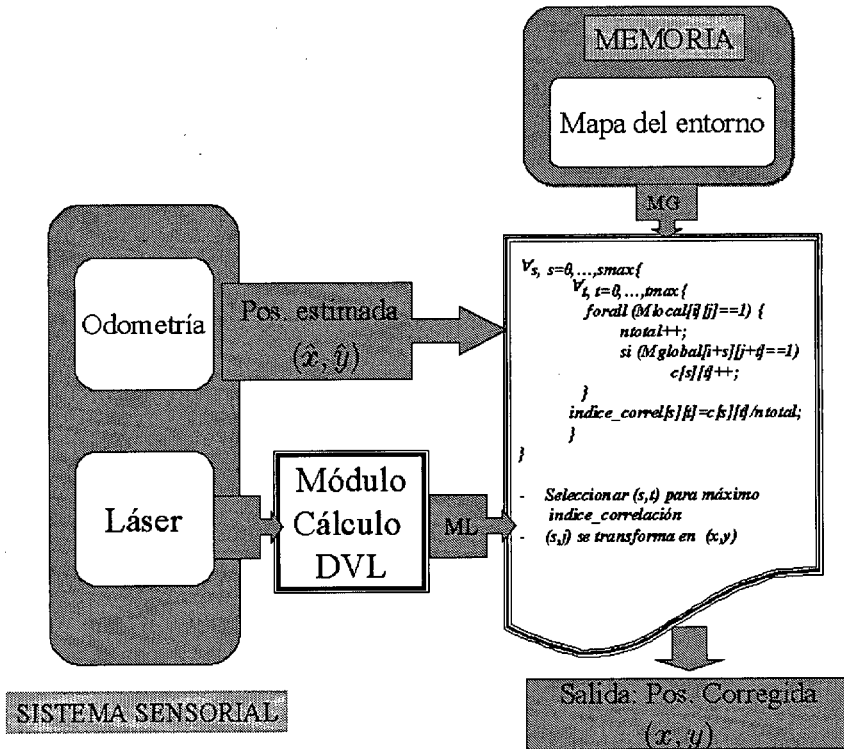 MEMORIA
Mapa del entorno
MG
Odometría
Pos. estimada
(x̂, ŷ)
Láser
Módulo
Cálculo
DVL
ML
∀s, s=0,...,smax{
∀t, t=0,...,tmax{
forall (Mlocal[i][j]==1) {
ntotal++;
si (Mglobal[i+s][j+t]==1)
c[s][t]++;
}
indice_correl[s][t]=c[s][t]/ntotal;
}
}
- Seleccionar (s,t) para máximo
indice_correlación
- (s,j) se transforma en (x,y)
Salida: Pos. Corregida
(x, y)
SISTEMA SENSORIAL